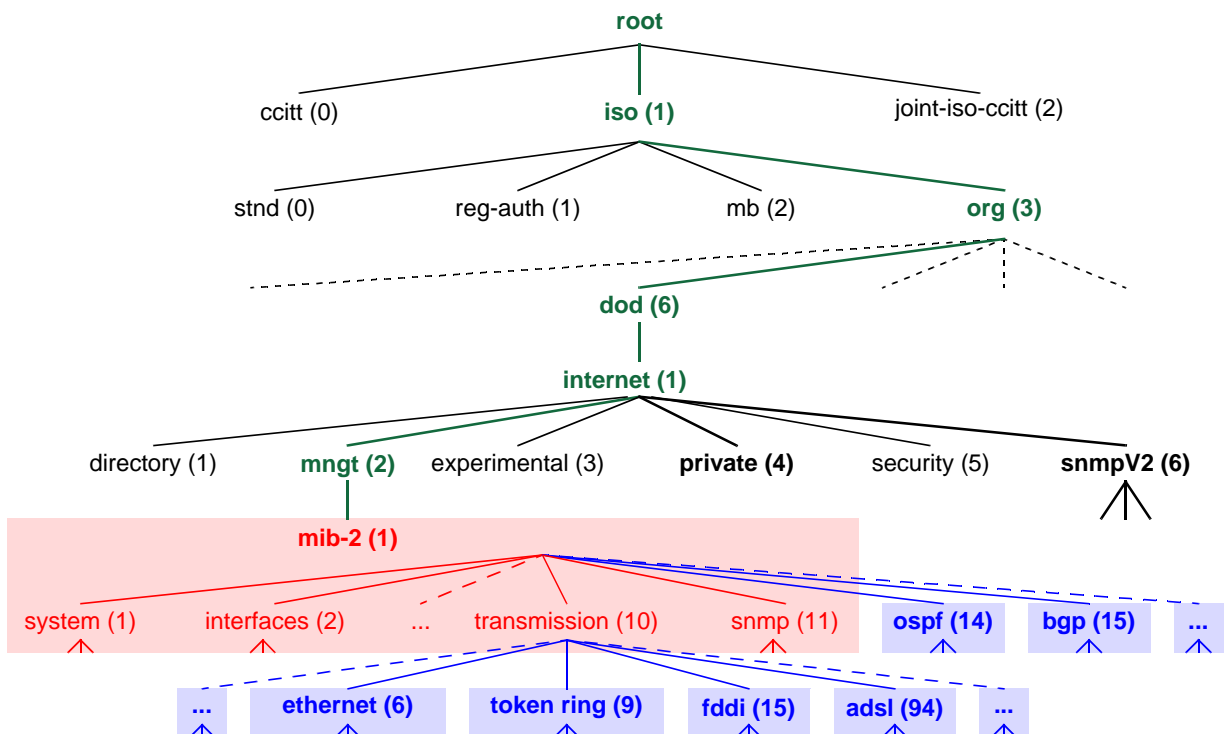 root
ccitt (0) iso (1) joint-iso-ccitt (2)
stnd (0) reg-auth (1) mb (2) org (3)
dod (6)
internet (1)
directory (1) mngt (2) experimental (3) private (4) security (5) snmpV2 (6)
mib-2 (1)
system (1) interfaces (2) ... transmission (10) snmp (11) ospf (14) bgp (15) ...
... ethernet (6) token ring (9) fddi (15) adsl (94) ...